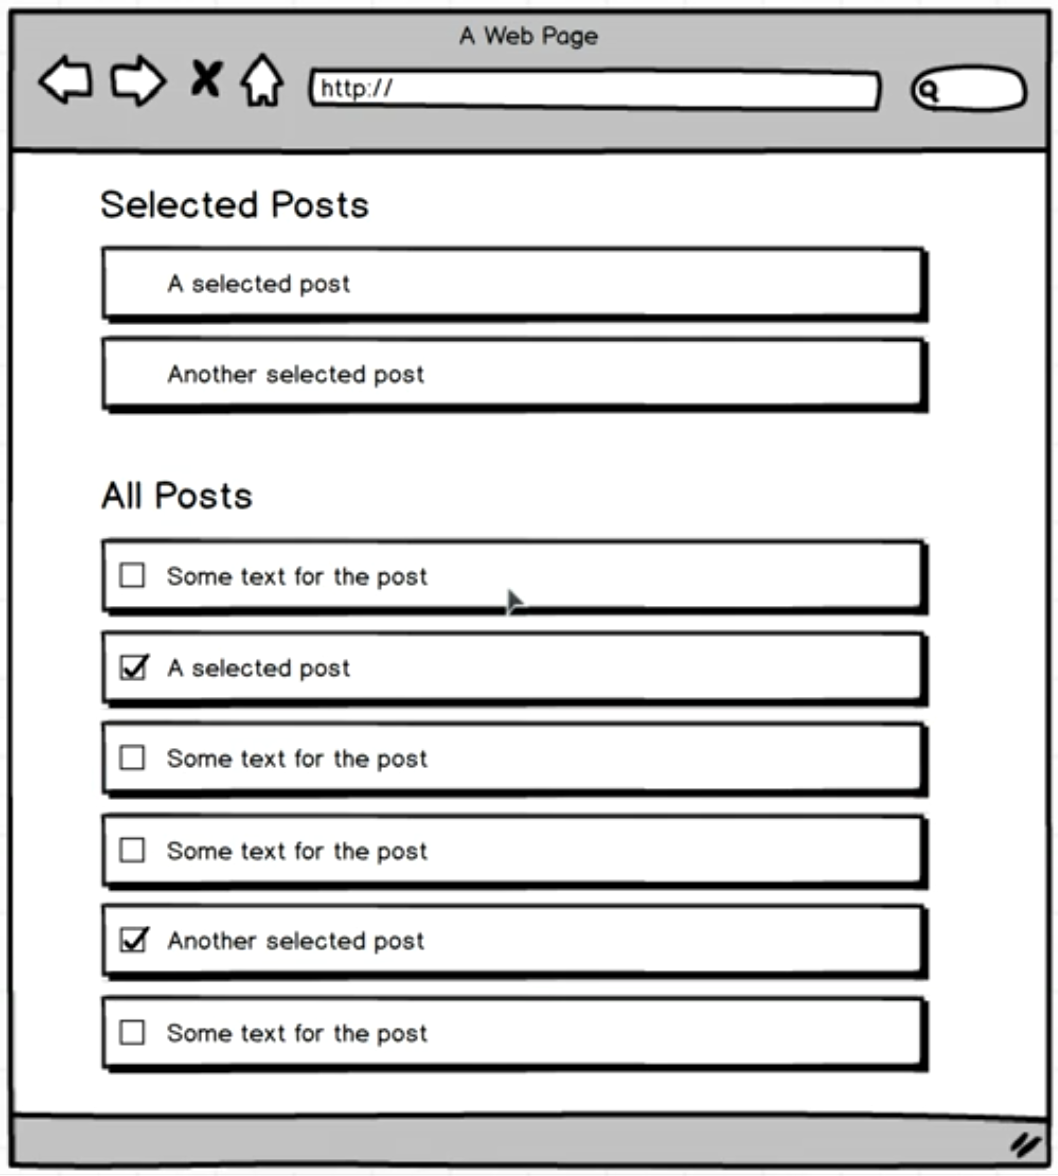 A Web Page
http://
Selected Posts
A selected post
Another selected post
All Posts
Some text for the post
A selected post
Some text for the post
Some text for the post
Another selected post
Some text for the post